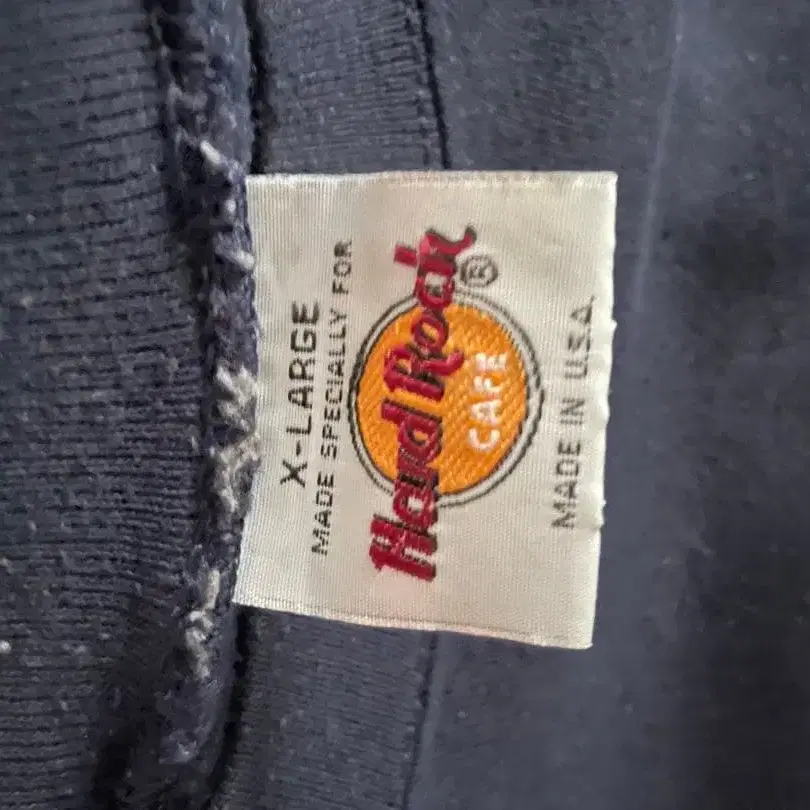 X-LARGE
MADE SPECIALLY FOR
Hard Rock ®
CAFE
MADE IN U.S.A.